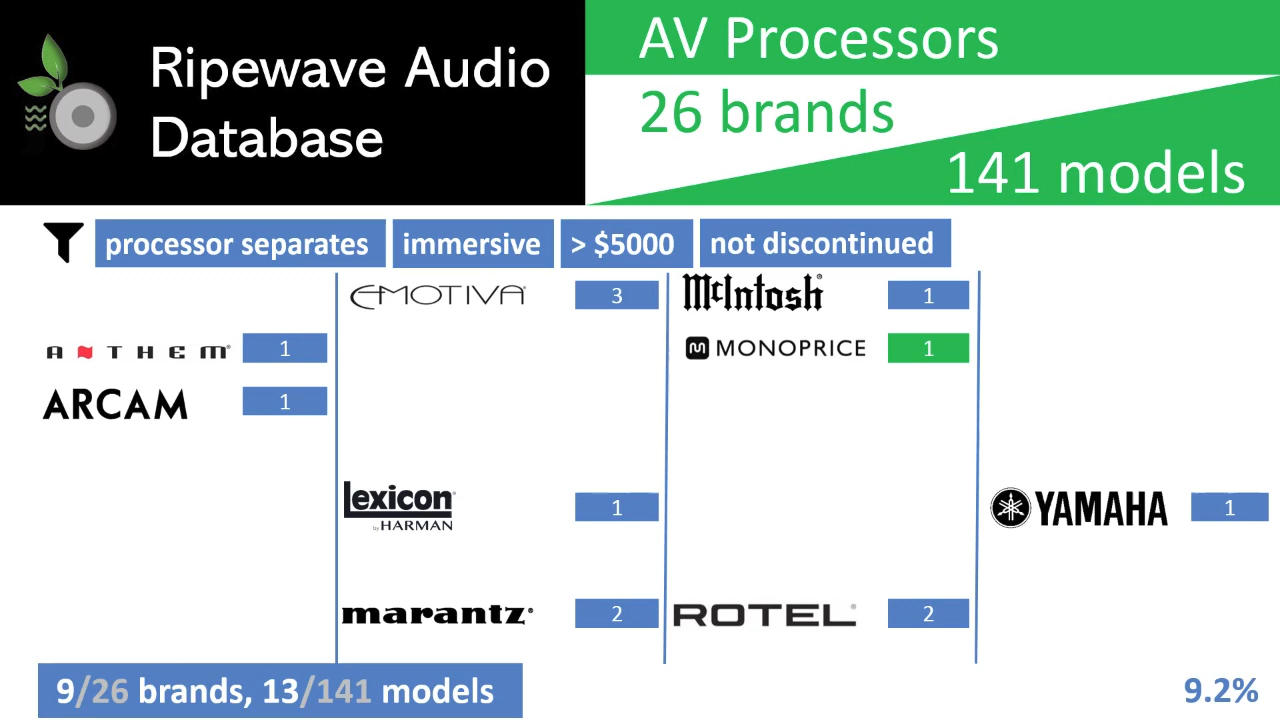 Ripewave Audio
Database
AV Processors
26 brands
141 models
processor separates immersive > $5000 not discontinued
ANTHEM® 1
ARCAM 1
EMOTIVA® 3
Lexicon® 1
by HARMAN
marantz® 2
McIntosh® 1
MONOPRICE 1
ROTEL® 2
YAMAHA 1
9/26 brands, 13/141 models
9.2%